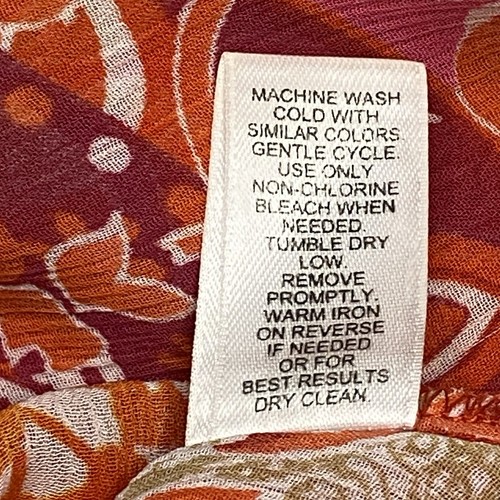 MACHINE WASH
COLD WITH
SIMILAR COLORS
GENTLE CYCLE.
USE ONLY
NON-CHLORINE
BLEACH WHEN
NEEDED.
TUMBLE DRY
LOW.
REMOVE
PROMPTLY.
WARM IRON
ON REVERSE
IF NEEDED
OR FOR
BEST RESULTS
DRY CLEAN.